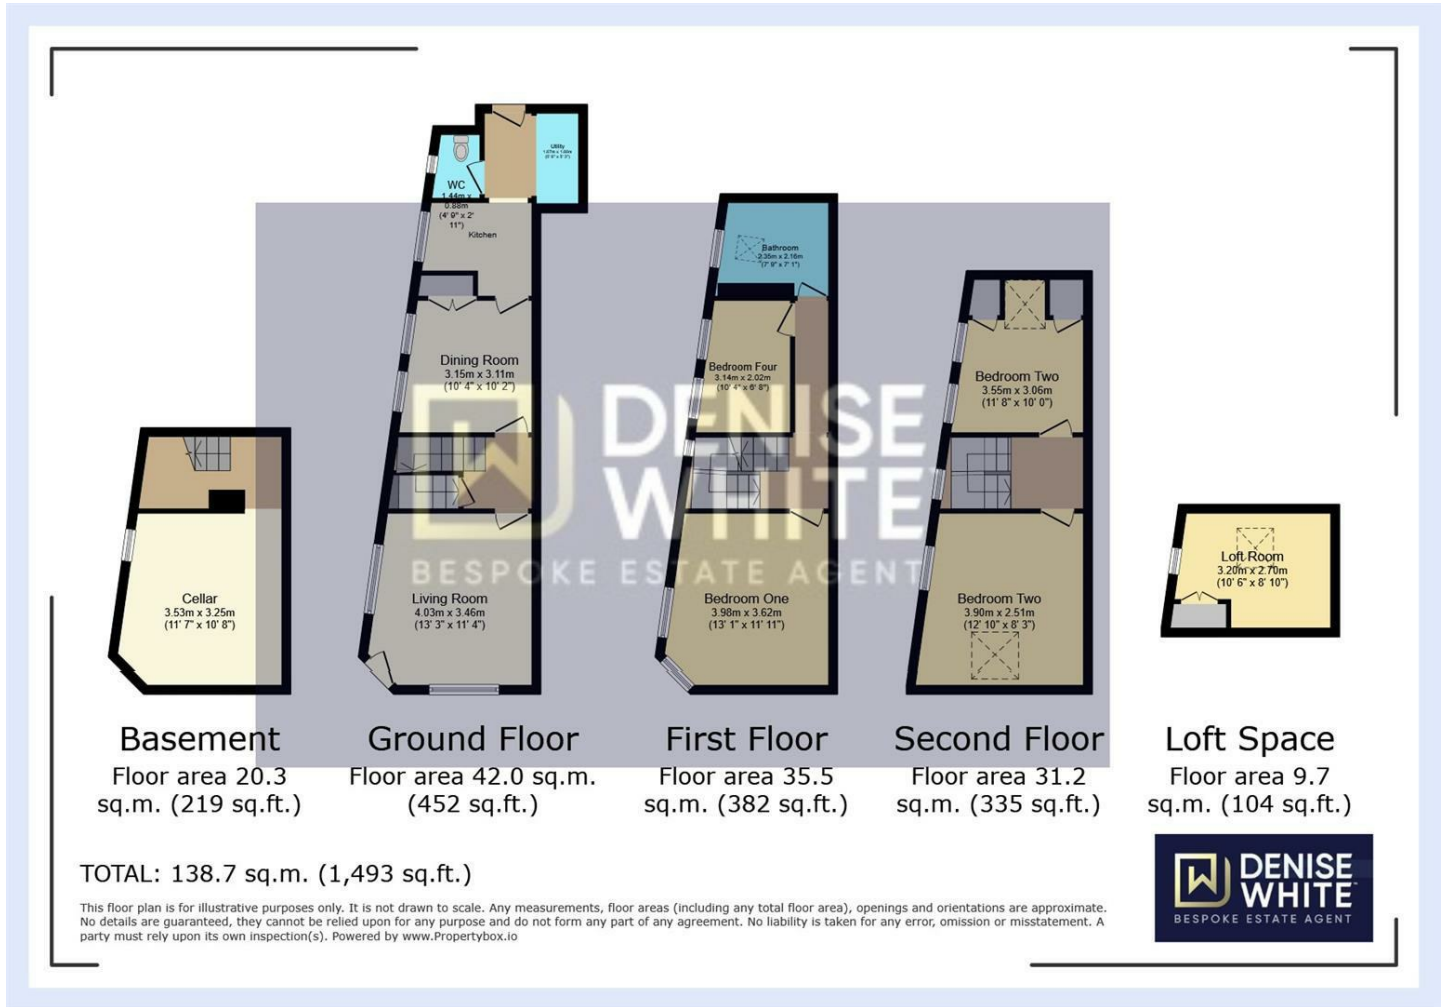 Utility
WC
1.44m x
0.88m
(4' 9" x 2'
11")
Kitchen
Dining Room
3.15m x 3.11m
(10' 4" x 10' 2")
Living Room
4.03m x 3.46m
(13' 3" x 11' 4")
Bathroom
2.35m x 2.16m
(7' 9" x 7' 1")
Bedroom Four
3.14m x 2.02m
(10' 4" x 6' 8")
Bedroom One
3.98m x 3.62m
(13' 1" x 11' 11")
Bedroom Two
3.55m x 3.06m
(11' 8" x 10' 0")
Bedroom Two
3.90m x 2.51m
(12' 10" x 8' 3")
Cellar
3.53m x 3.25m
(11' 7" x 10' 8")
Loft Room
3.20m x 2.70m
(10' 6" x 8' 10")
DENISE
WHITE
BESPOKE ESTATE AGENT
Basement
Floor area 20.3
sq.m. (219 sq.ft.)
Ground Floor
Floor area 42.0 sq.m.
(452 sq.ft.)
First Floor
Floor area 35.5
sq.m. (382 sq.ft.)
Second Floor
Floor area 31.2
sq.m. (335 sq.ft.)
Loft Space
Floor area 9.7
sq.m. (104 sq.ft.)
TOTAL: 138.7 sq.m. (1,493 sq.ft.)
This floor plan is for illustrative purposes only. It is not drawn to scale. Any measurements, floor areas (including any total floor area), openings and orientations are approximate.
No details are guaranteed, they cannot be relied upon for any purpose and do not form any part of any agreement. No liability is taken for any error, omission or misstatement. A
party must rely upon its own inspection(s). Powered by www.Propertybox.io
DENISE
WHITE
BESPOKE ESTATE AGENT